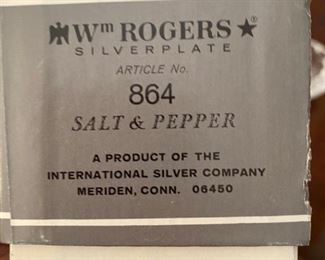 Wm ROGERS ★®
SILVERPLATE
ARTICLE No.
864
SALT & PEPPER
A PRODUCT OF THE
INTERNATIONAL SILVER COMPANY
MERIDEN, CONN. 06450